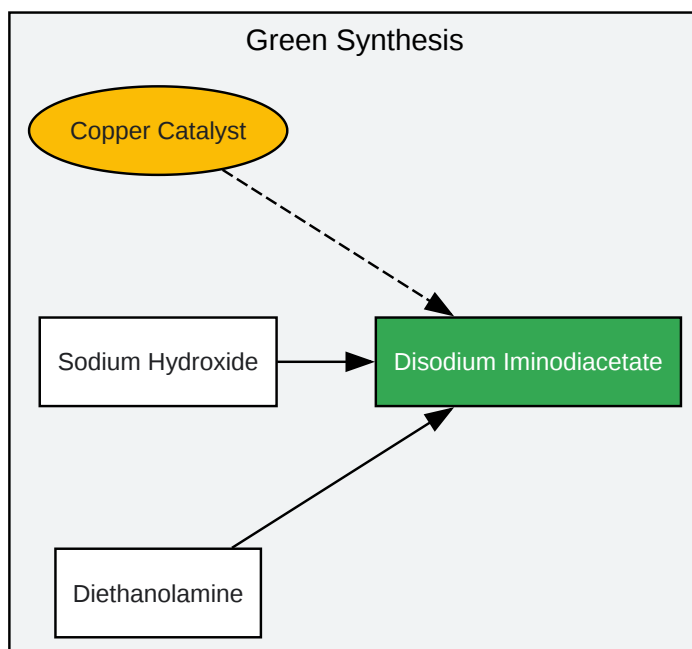 Green Synthesis
Copper Catalyst
Sodium Hydroxide
Disodium Iminodiacetate
Diethanolamine